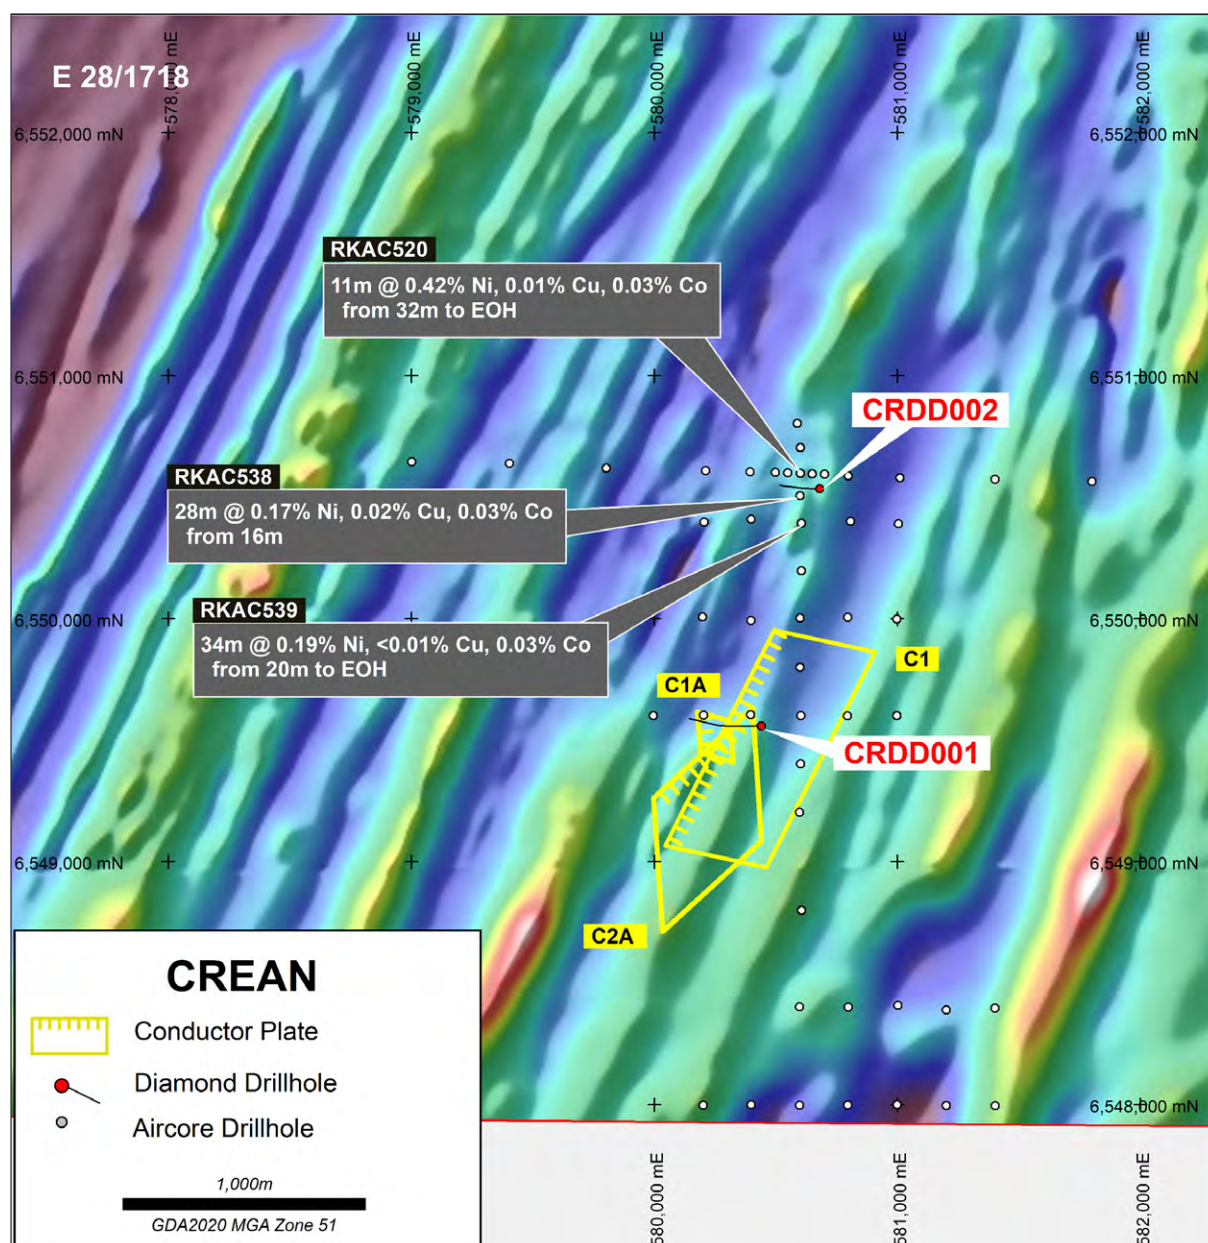 E 28/1718
578,000 mE
579,000 mE
580,000 mE
581,000 mE
582,000 mE
6,552,000 mN
6,552,000 mN
RKAC520
11m @ 0.42% Ni, 0.01% Cu, 0.03% Co
from 32m to EOH
6,551,000 mN
6,551,000 mN
CRDD002
RKAC538
28m @ 0.17% Ni, 0.02% Cu, 0.03% Co
from 16m
RKAC539
34m @ 0.19% Ni, <0.01% Cu, 0.03% Co
from 20m to EOH
6,550,000 mN
6,550,000 mN
C1
C1A
CRDD001
6,549,000 mN
6,549,000 mN
C2A
CREAN
Conductor Plate
Diamond Drillhole
Aircore Drillhole
1,000m
GDA2020 MGA Zone 51
6,548,000 mN
580,000 mE
581,000 mE
582,000 mE